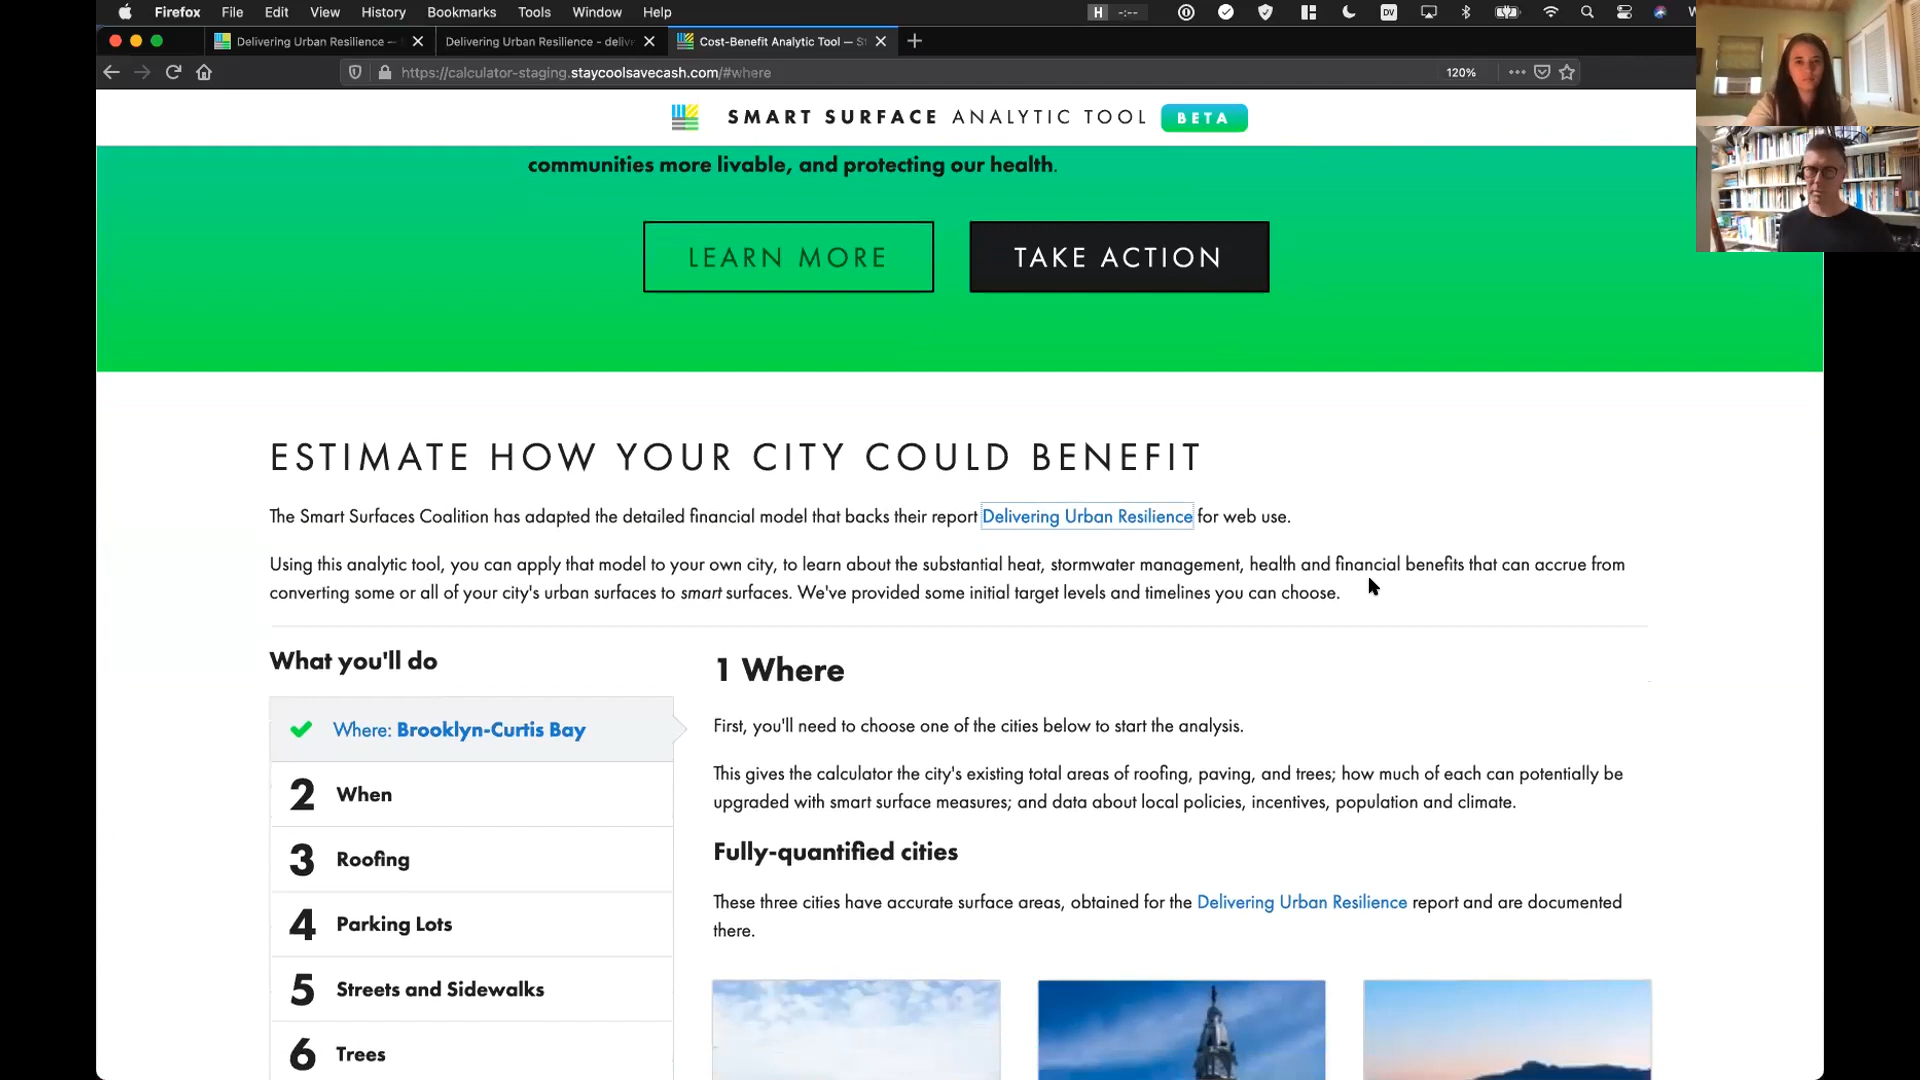 Firefox File Edit View History Bookmarks Tools Window Help
H -:-- DV
Delivering Urban Resilience —
Delivering Urban Resilience - deliv
Cost-Benefit Analytic Tool — S
https://calculator-staging.staycoolsavecash.com/#where
120%
SMART SURFACE ANALYTIC TOOL BETA
communities more livable, and protecting our health.
LEARN MORE
TAKE ACTION
ESTIMATE HOW YOUR CITY COULD BENEFIT
The Smart Surfaces Coalition has adapted the detailed financial model that backs their report Delivering Urban Resilience for web use.
Using this analytic tool, you can apply that model to your own city, to learn about the substantial heat, stormwater management, health and financial benefits that can accrue from
converting some or all of your city's urban surfaces to smart surfaces. We've provided some initial target levels and timelines you can choose.
What you'll do
Where: Brooklyn-Curtis Bay
2 When
3 Roofing
4 Parking Lots
5 Streets and Sidewalks
6 Trees
1 Where
First, you'll need to choose one of the cities below to start the analysis.
This gives the calculator the city's existing total areas of roofing, paving, and trees; how much of each can potentially be
upgraded with smart surface measures; and data about local policies, incentives, population and climate.
Fully-quantified cities
These three cities have accurate surface areas, obtained for the Delivering Urban Resilience report and are documented
there.